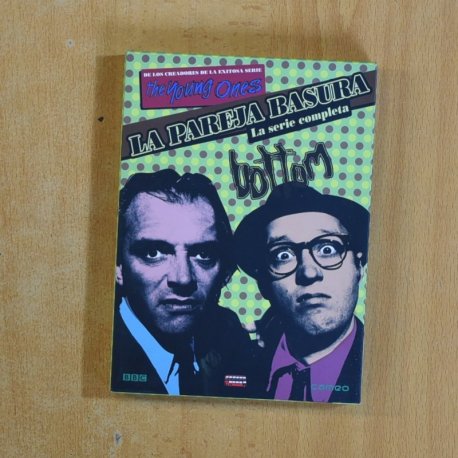 DE LOS CREADORES DE LA EXITOSA SERIE
the Young Ones
LA PAREJA BASURA
La serie completa
bottom
BBC
cameo